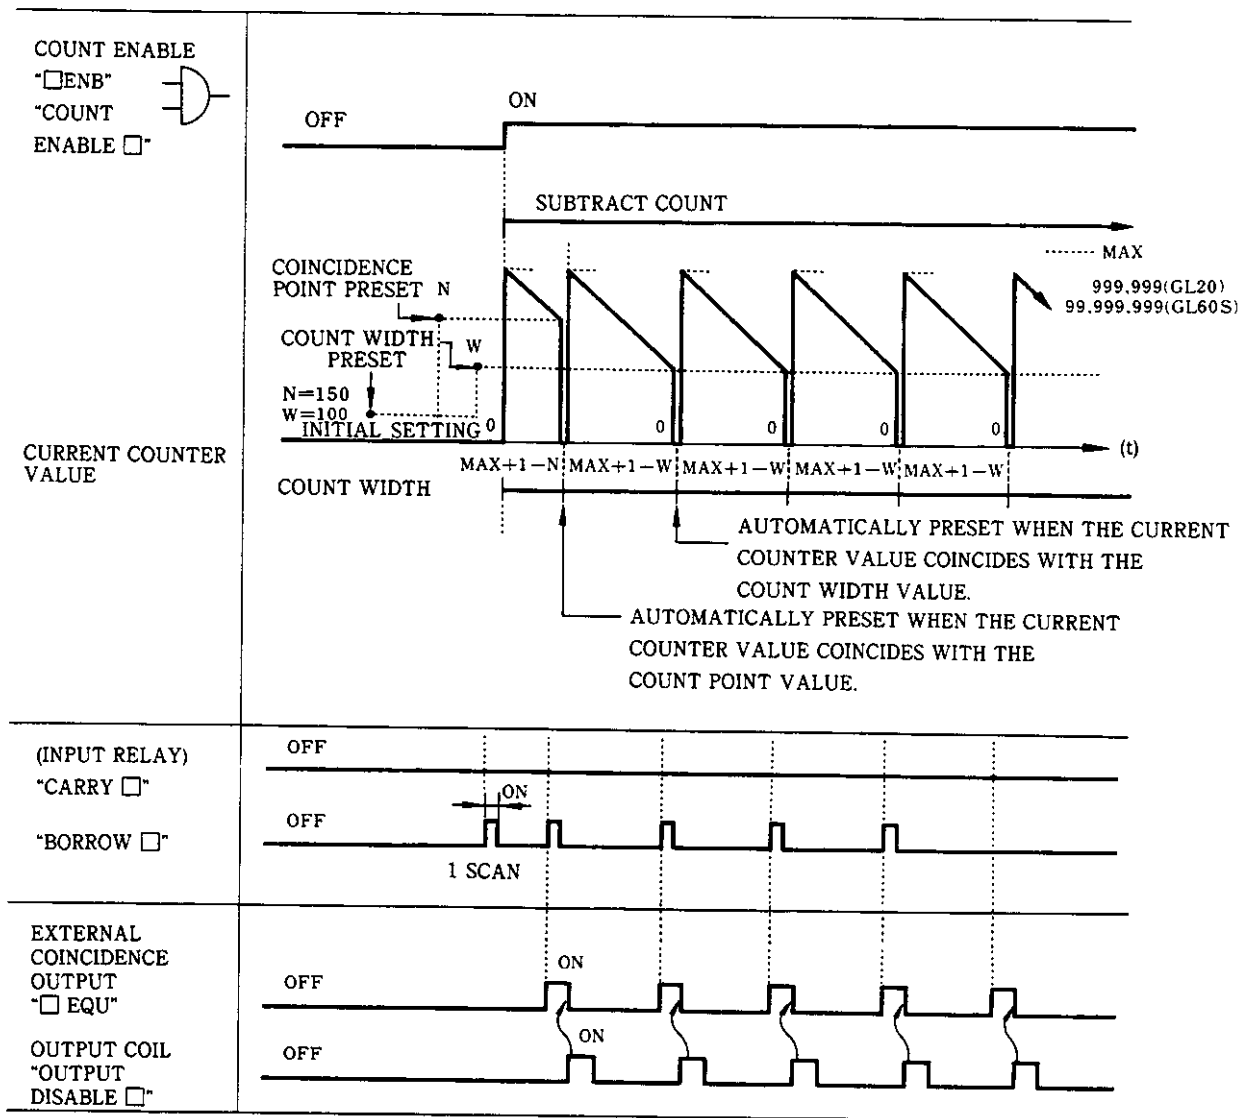 COUNT ENABLE
"□ENB"
"COUNT
ENABLE □"
OFF
ON
SUBTRACT COUNT
MAX
999.999(GL20)
99.999.999(GL60S)
COINCIDENCE
POINT PRESET N
COUNT WIDTH
PRESET
W
N=150
W=100
INITIAL SETTING
0
0
0
0
0
(t)
CURRENT COUNTER
VALUE
MAX+1-N
MAX+1-W
MAX+1-W
MAX+1-W
MAX+1-W
COUNT WIDTH
AUTOMATICALLY PRESET WHEN THE CURRENT
COUNTER VALUE COINCIDES WITH THE
COUNT WIDTH VALUE.
AUTOMATICALLY PRESET WHEN THE CURRENT
COUNTER VALUE COINCIDES WITH THE
COUNT POINT VALUE.
(INPUT RELAY)
"CARRY □"
OFF
"BORROW □"
OFF
ON
1 SCAN
EXTERNAL
COINCIDENCE
OUTPUT
"□ EQU"
OFF
ON
OUTPUT COIL
"OUTPUT
DISABLE □"
OFF
ON